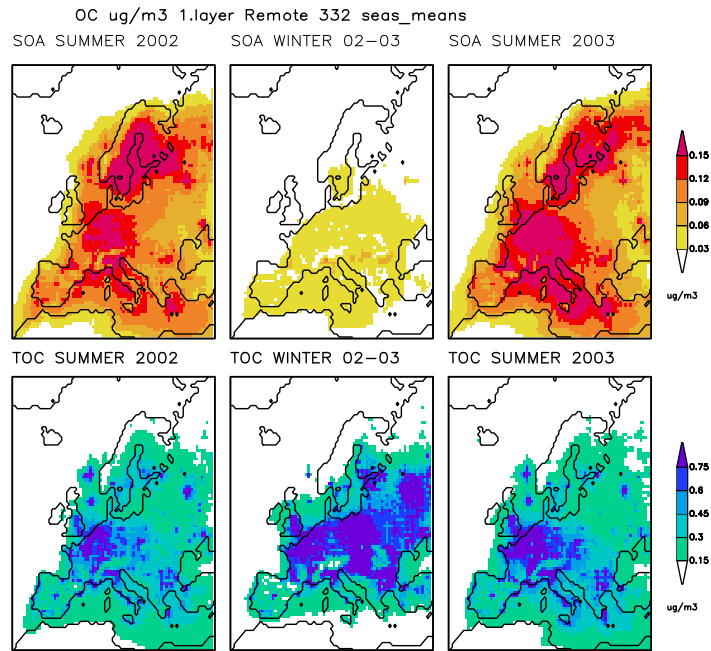 OC ug/m3 1.layer Remote 332 seas_means
SOA SUMMER 2002 SOA WINTER 02-03 SOA SUMMER 2003
0.15
0.12
0.09
0.06
0.03
ug/m3
TOC SUMMER 2002 TOC WINTER 02-03 TOC SUMMER 2003
0.75
0.6
0.45
0.3
0.15
ug/m3